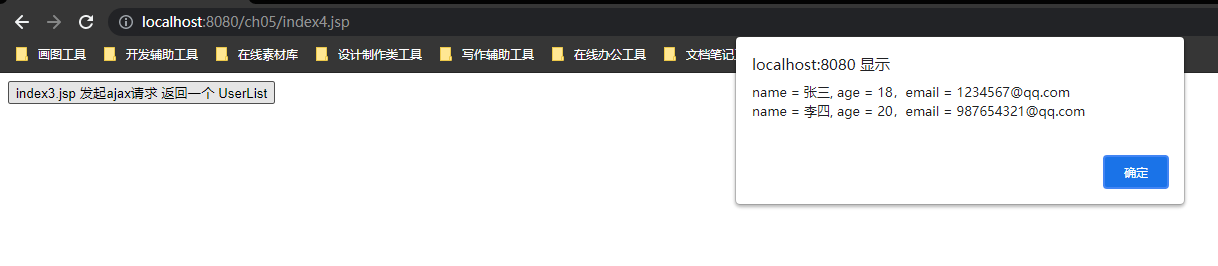 localhost:8080/ch05/index4.jsp
画图工具 开发辅助工具 在线素材库 设计制作类工具 写作辅助工具 在线办公工具 文档笔记
index3.jsp 发起ajax请求 返回一个 UserList
localhost:8080 显示
name = 张三, age = 18，email = 1234567@qq.com
name = 李四, age = 20，email = 987654321@qq.com
确定